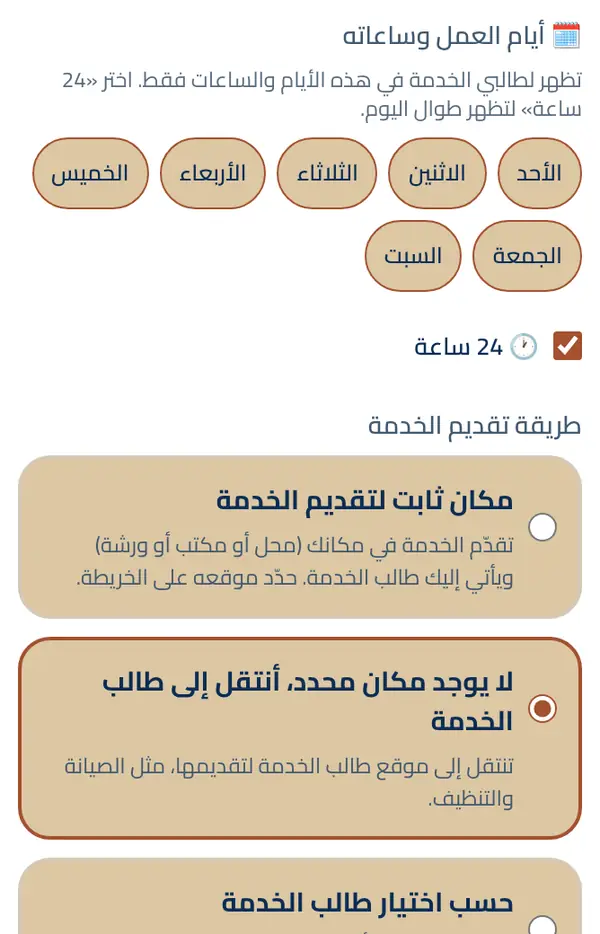 🗓️ أيام العمل وساعاته
تظهر لطالبي الخدمة في هذه الأيام والساعات فقط. اختر «24
ساعة» لتظهر طوال اليوم.
الأحد الاثنين الثلاثاء الأربعاء الخميس
الجمعة السبت
🕐 24 ساعة
طريقة تقديم الخدمة
مكان ثابت لتقديم الخدمة
تقدّم الخدمة في مكانك (محل أو مكتب أو ورشة)
ويأتي إليك طالب الخدمة. حدّد موقعه على الخريطة.
لا يوجد مكان محدد، أنتقل إلى طالب
الخدمة
تنتقل إلى موقع طالب الخدمة لتقديمها، مثل الصيانة
والتنظيف.
حسب اختيار طالب الخدمة